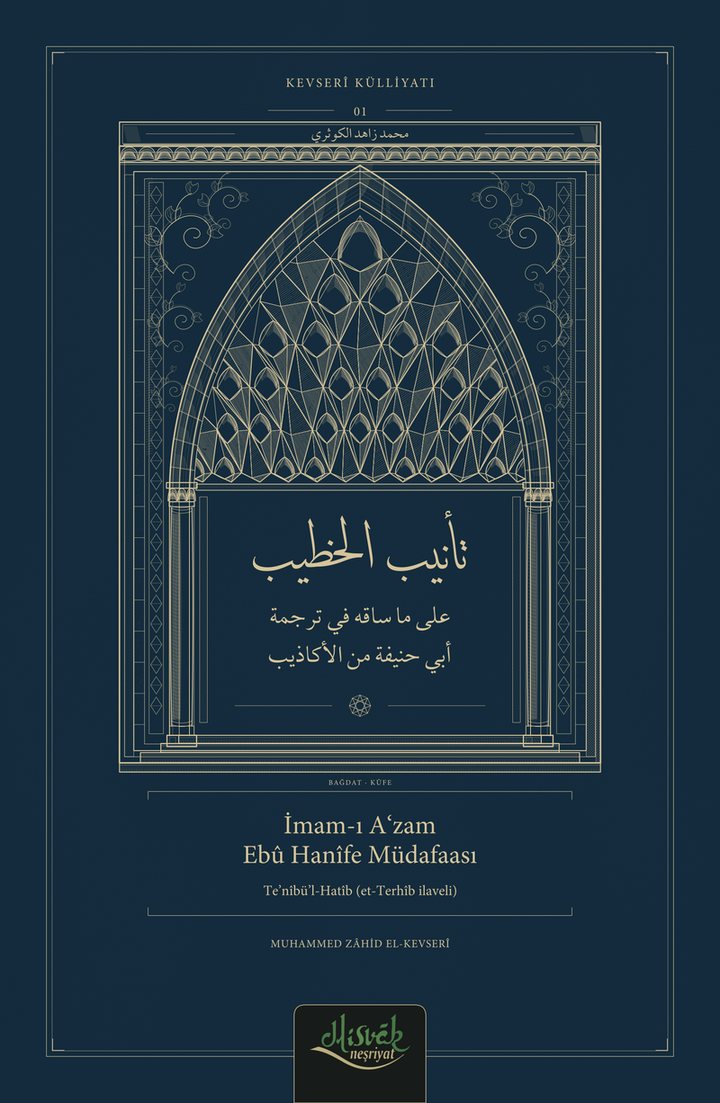 KEVSERÎ KÜLLİYATI
01
محمد زاهد الكوثري
تأنيب الخطيب
على ما ساقه في ترجمة
أبي حنيفة من الأكاذيب
BAĞDAT - KÛFE
İmam-ı A‘zam
Ebû Hanîfe Müdafaası
Te’nîbü’l-Hatîb (et-Terhîb ilaveli)
MUHAMMED ZÂHİD EL-KEVSERÎ
Misvâk
neşriyat